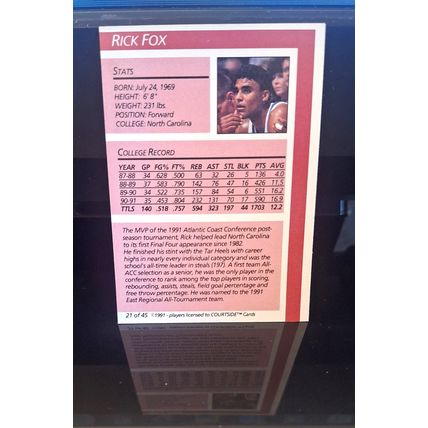 RICK FOX
STATS
BORN: July 24, 1969
HEIGHT: 6' 8"
WEIGHT: 231 lbs.
POSITION: Forward
COLLEGE: North Carolina
COLLEGE RECORD
YEAR GP FG% FT% REB AST STL BLK PTS AVG
87-88 34 .628 .500 63 32 26 5 136 4.0
88-89 37 .583 .790 142 76 47 16 426 11.5
89-90 34 .522 .735 157 84 54 6 551 16.2
90-91 35 .453 .804 232 131 70 17 590 16.9
TTLS 140 .518 .757 594 323 197 44 1703 12.2
The MVP of the 1991 Atlantic Coast Conference post-
season tournament, Rick helped lead North Carolina
to its first Final Four appearance since 1982.
He finished his stint with the Tar Heels with career
highs in nearly every individual category and was the
school's all-time leader in steals (197). A first team All-
ACC selection as a senior, he was the only player in the
conference to rank among the top players in scoring,
rebounding, assists, steals, field goal percentage and
free throw percentage. He was named to the 1991
East Regional All-Tournament team.
21 of 45 ©1991 - players licensed to COURTSIDE™ Cards